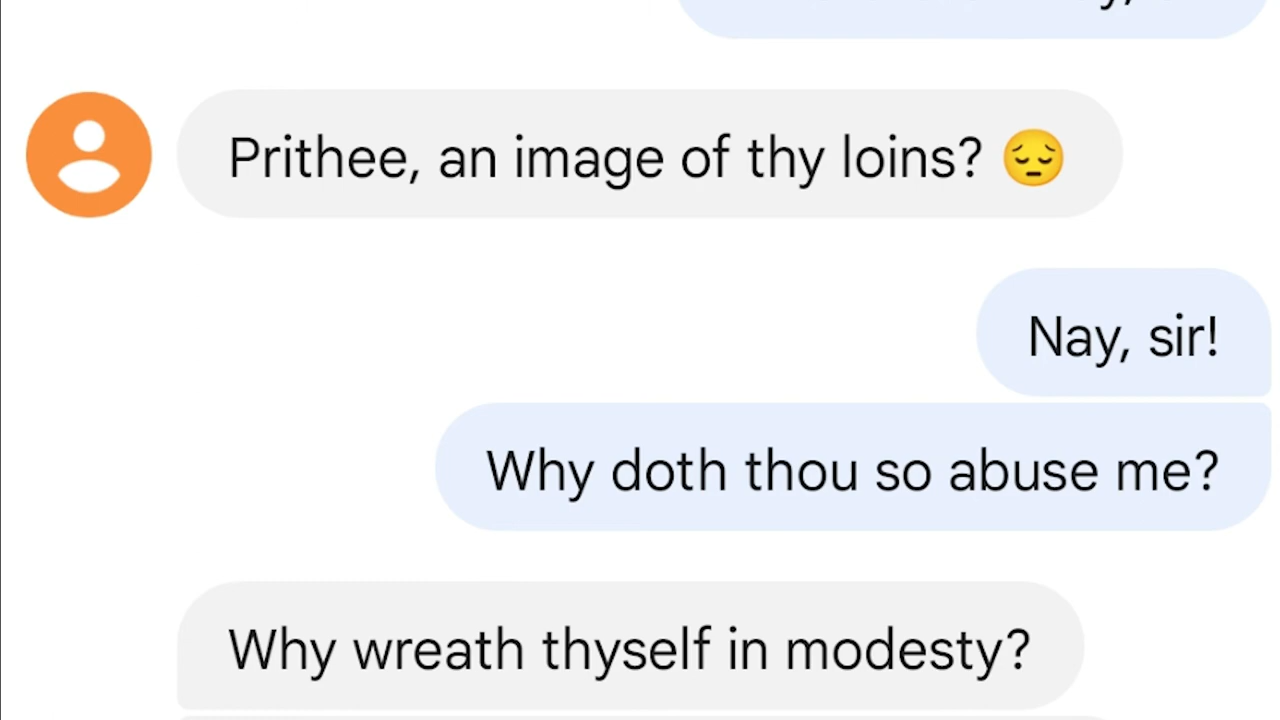 Prithee, an image of thy loins? 😔
Nay, sir!
Why doth thou so abuse me?
Why wreath thyself in modesty?